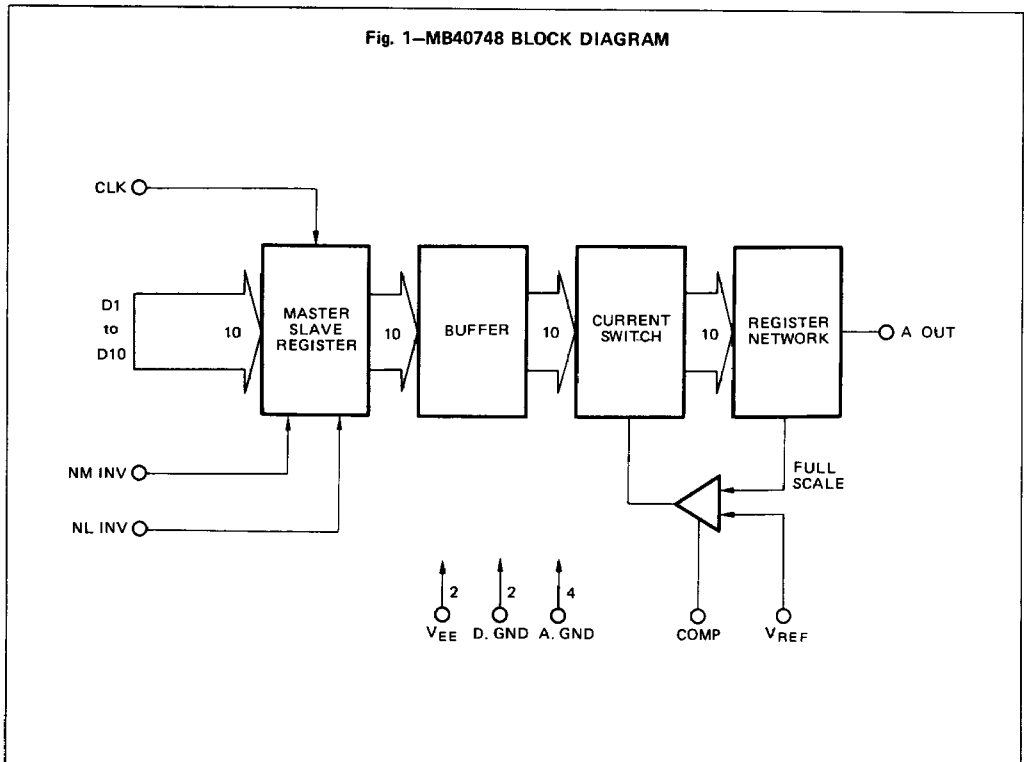 Fig. 1—MB40748 BLOCK DIAGRAM
CLK
D1
to
D10
10
MASTER
SLAVE
REGISTER
10
BUFFER
10
CURRENT
SWITCH
10
REGISTER
NETWORK
A OUT
NM INV
NL INV
FULL
SCALE
2
2
4
VEE
D. GND
A. GND
COMP
VREF